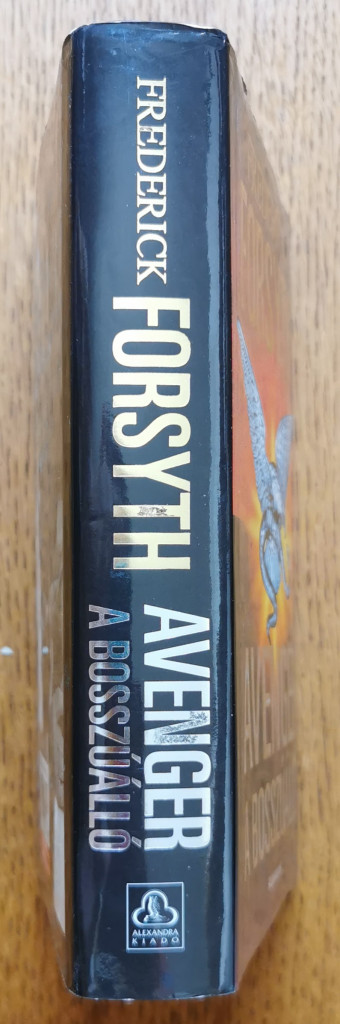 FREDERICK
FORSYTH
AVENGER
A BOSSZÚÁLLÓ
ALEXANDRA
KIADÓ